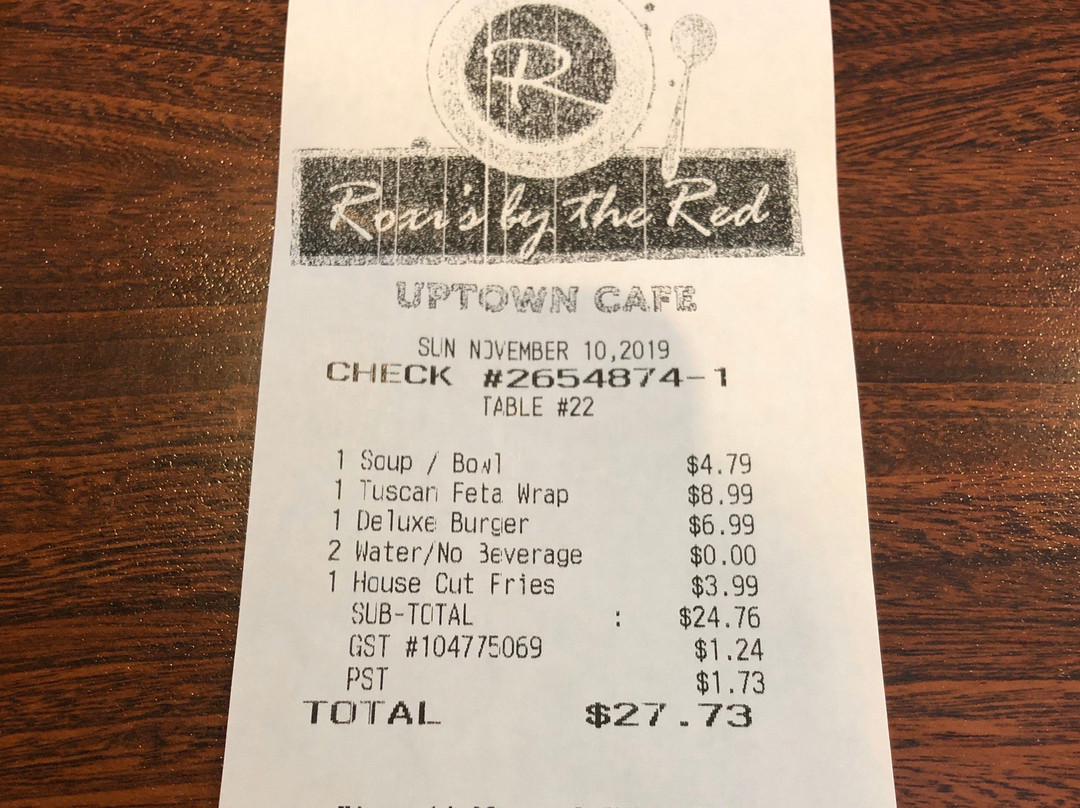 R
Roxi's by the Red
UPTOWN CAFE
SUN NOVEMBER 10,2019
CHECK #2654874-1
TABLE #22
1 Soup / Bowl $4.79
1 Tuscan Feta Wrap $8.99
1 Deluxe Burger $6.99
2 Water/No Beverage $0.00
1 House Cut Fries $3.99
SUB-TOTAL : $24.76
GST #104775069 $1.24
PST $1.73
TOTAL $27.73